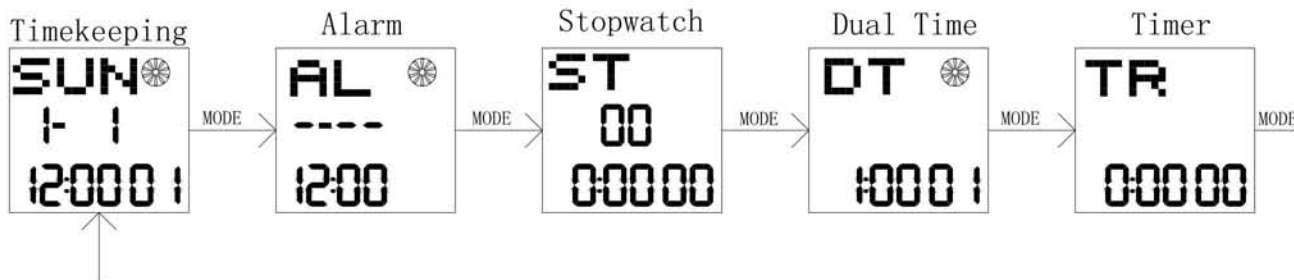 Timekeeping
SUN
1- 1
12:00 01
MODE
Alarm
AL
----
12:00
MODE
Stopwatch
ST
00
0:00 00
MODE
Dual Time
DT
1:00 01
MODE
Timer
TR
0:00 00
MODE